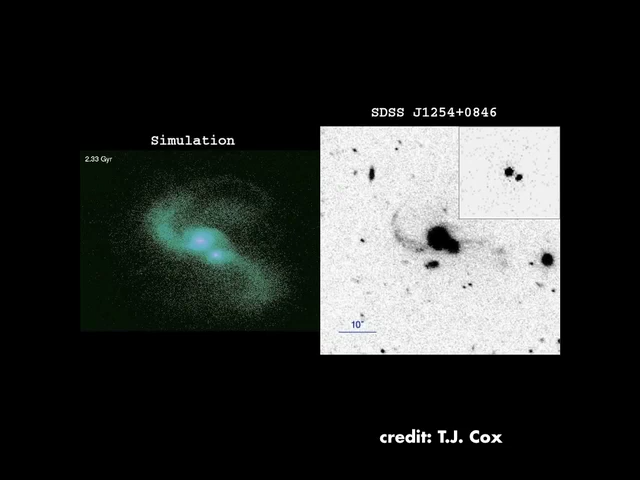 SDSS J1254+0846
Simulation
2.33 Gyr
10"
credit: T.J. Cox